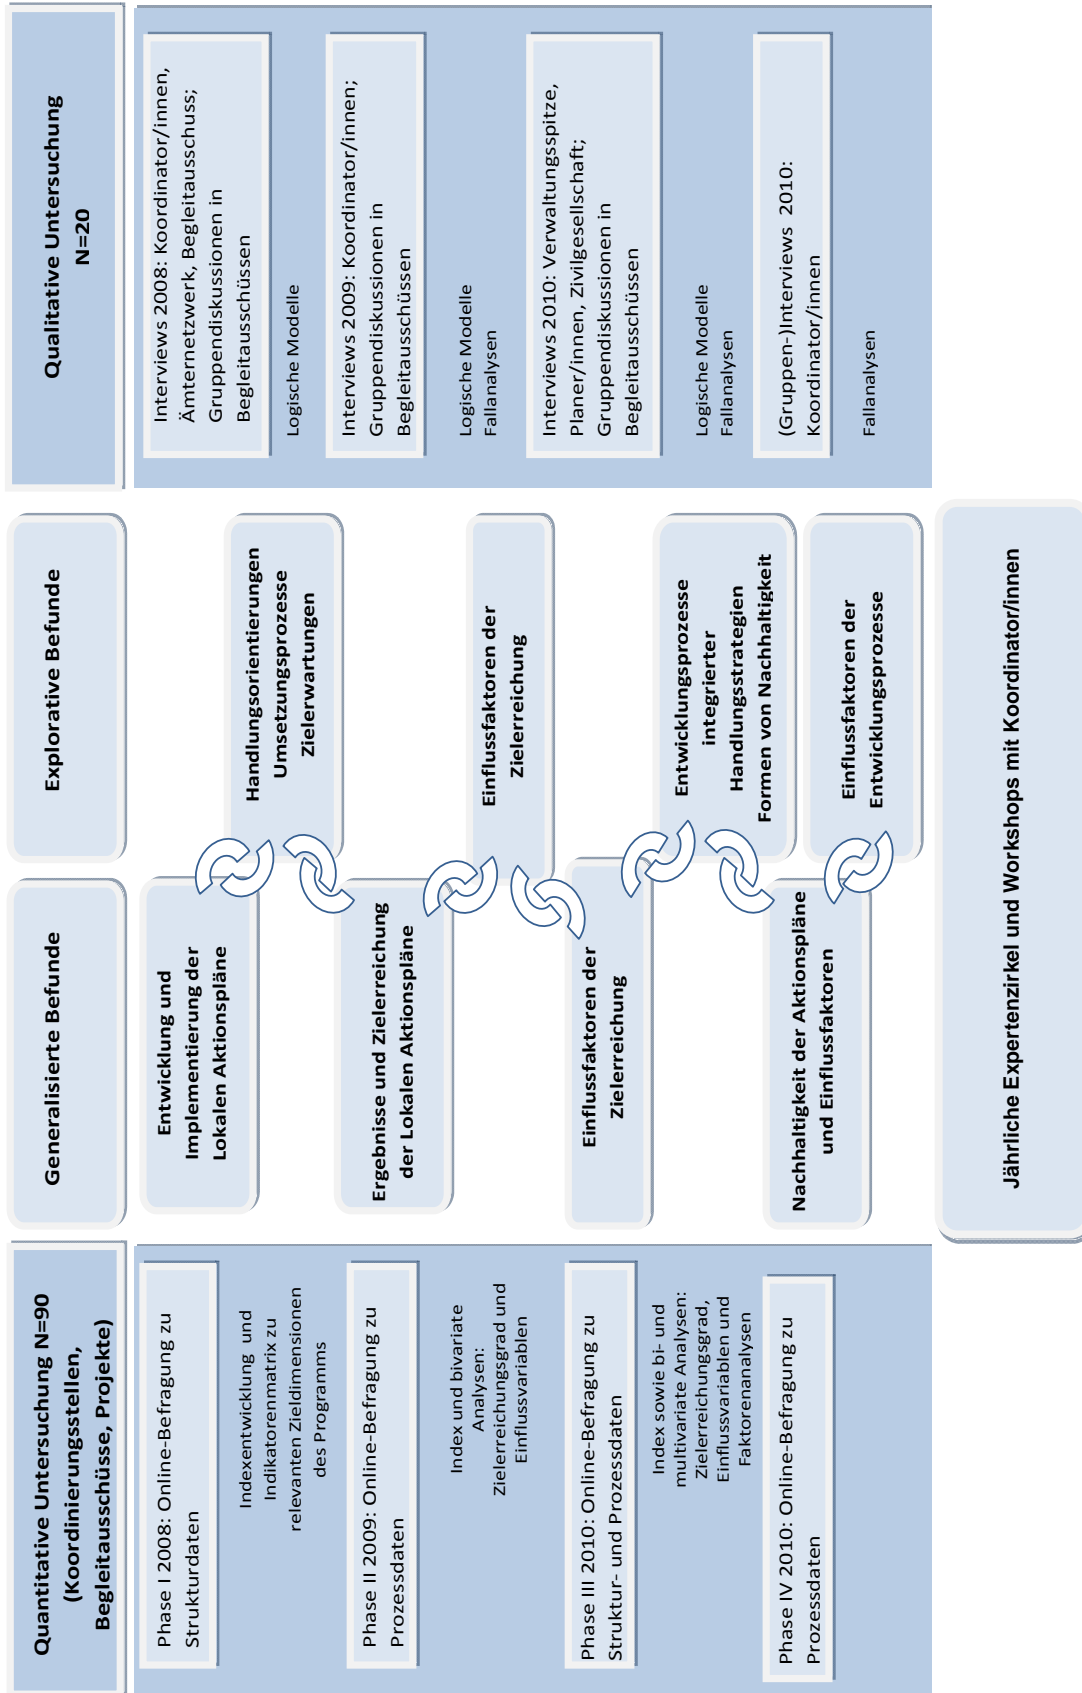 Quantitative Untersuchung N=90
(Koordinierungsstellen,
Begleitausschüsse, Projekte)
Generalisierte Befunde
Explorative Befunde
Qualitative Untersuchung
N=20
Phase I 2008: Online-Befragung zu
Strukturdaten
Indexentwicklung und
Indikatorenmatrix zu
relevanten Zieldimensionen
des Programms
Phase II 2009: Online-Befragung zu
Prozessdaten
Index und bivariate
Analysen:
Zielerreichungsgrad und
Einflussvariablen
Phase III 2010: Online-Befragung zu
Struktur- und Prozessdaten
Index sowie bi- und
multivariate Analysen:
Zielerreichungsgrad,
Einflussvariablen und
Faktorenanalysen
Phase IV 2010: Online-Befragung zu
Prozessdaten
Entwicklung und
Implementierung der
Lokalen Aktionspläne
Ergebnisse und Zielerreichung
der Lokalen Aktionspläne
Einflussfaktoren der
Zielerreichung
Nachhaltigkeit der Aktionspläne
und Einflussfaktoren
Handlungsorientierungen
Umsetzungsprozesse
Zielerwartungen
Einflussfaktoren der
Zielerreichung
Entwicklungsprozesse
integrierter
Handlungsstrategien
Formen von Nachhaltigkeit
Einflussfaktoren der
Entwicklungsprozesse
Interviews 2008: Koordinator/innen,
Ämternetzwerk, Begleitausschuss;
Gruppendiskussionen in
Begleitausschüssen
Logische Modelle
Interviews 2009: Koordinator/innen;
Gruppendiskussionen in
Begleitausschüssen
Logische Modelle
Fallanalysen
Interviews 2010: Verwaltungsspitze,
Planer/innen, Zivilgesellschaft;
Gruppendiskussionen in
Begleitausschüssen
Logische Modelle
Fallanalysen
(Gruppen-)Interviews 2010:
Koordinator/innen
Fallanalysen
Jährliche Expertenzirkel und Workshops mit Koordinator/innen